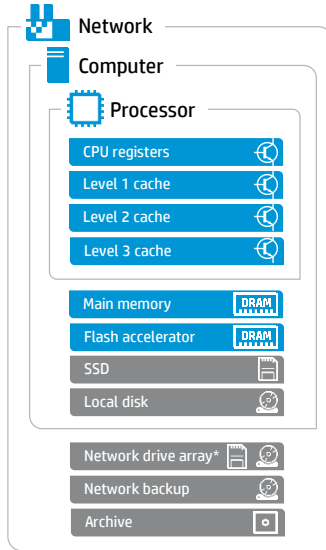 Network
Computer
Processor
CPU registers
Level 1 cache
Level 2 cache
Level 3 cache
Main memory DRAM
Flash accelerator DRAM
SSD
Local disk
Network drive array*
Network backup
Archive